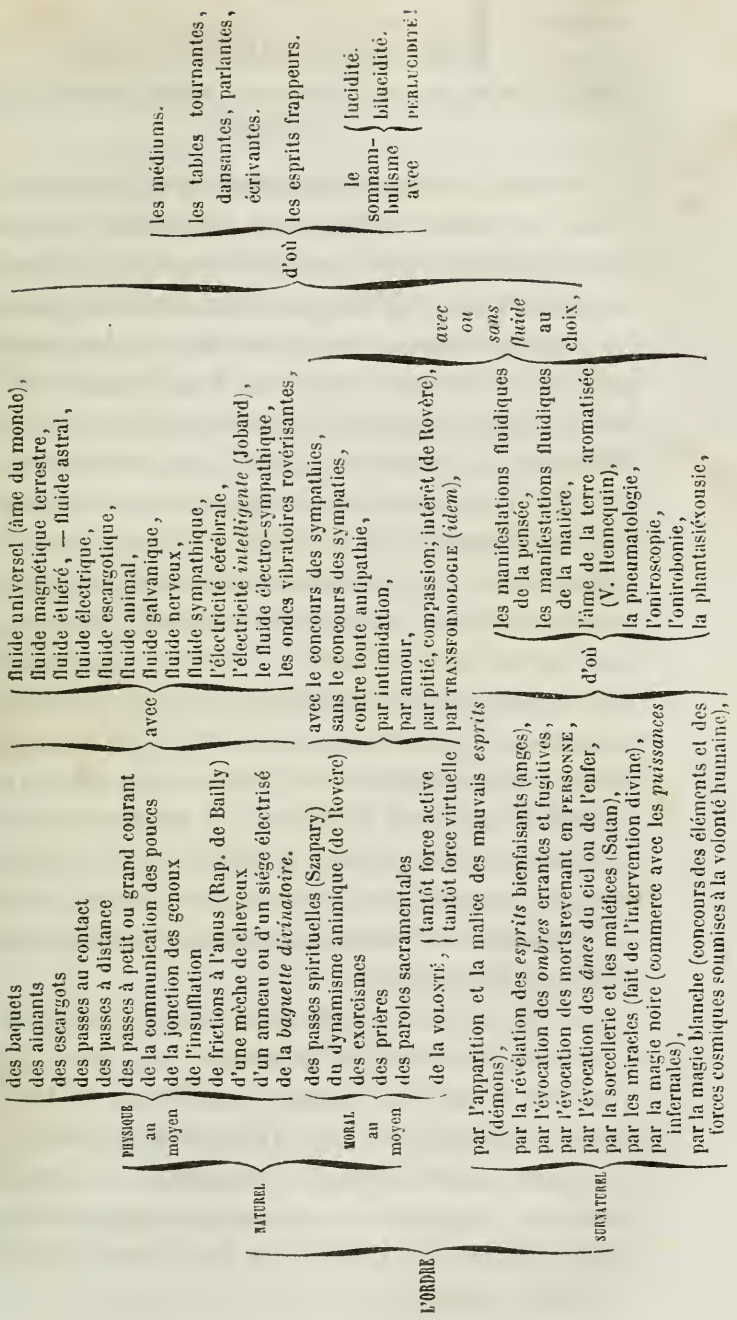 L'ORDRE
NATUREL
PHYSIQUE
au
moyen
des baquets
des aimants
des escargots
des passes au contact
des passes à distance
des passes à petit ou grand courant
de la communication des pouces
de la jonction des genoux
de l'insufflation
de frictions à l'anus (Rap. de Bailly)
d'une mèche de cheveux
d'un anneau ou d'un siége électrisé
de la baguette divinatoire.
avec
fluide universel (âme du monde),
fluide magnétique terrestre,
fluide éthéré, — fluide astral,
fluide électrique,
fluide escargotique,
fluide animal,
fluide galvanique,
fluide nerveux,
fluide sympathique,
l'électricité cérébrale,
l'électricité intelligente (Jobard),
le fluide électro-sympathique,
les ondes vibratoires rovérisantes,
MORAL
au
moyen
des passes spirituelles (Szapary)
du dynamisme animique (de Rovère)
des exorcismes
des prières
des paroles sacramentales
de la VOLONTÉ,
tantôt force active
tantôt force virtuelle
avec le concours des sympathies,
sans le concours des sympaties,
contre toute antipathie,
par intimidation,
par amour,
par pitié, compassion; intérêt (de Rovère),
par TRANSFORMOLOGIE (idem),
SURNATUREL
par l'apparition et la malice des mauvais esprits
(démons),
par la révélation des esprits bienfaisants (anges),
par l'évocation des ombres errantes et fugitives,
par l'évocation des morts revenant en PERSONNE,
par l'évocation des âmes du ciel ou de l'enfer,
par la sorcellerie et les maléfices (Satan),
par les miracles (fait de l'intervention divine),
par la magie noire (commerce avec les puissances
infernales),
par la magie blanche (concours des éléments et des
forces cosmiques soumises à la volonté humaine),
d'où
les manifestations fluidiques
de la pensée,
les manifestations fluidiques
de la matière,
l'âme de la terre aromatisée
(V. Hennequin),
la pneumatologie,
l'oniroscopie,
l'onirobonie,
la phantasiéxousie,
avec
ou
sans
fluide
au
choix,
d'où
les médiums.
les tables tournantes,
dansantes, parlantes,
écrivantes.
les esprits frappeurs.
le
somnam-
bulisme
avec
lucidité.
bilucidité.
PERLUCIDITÉ!